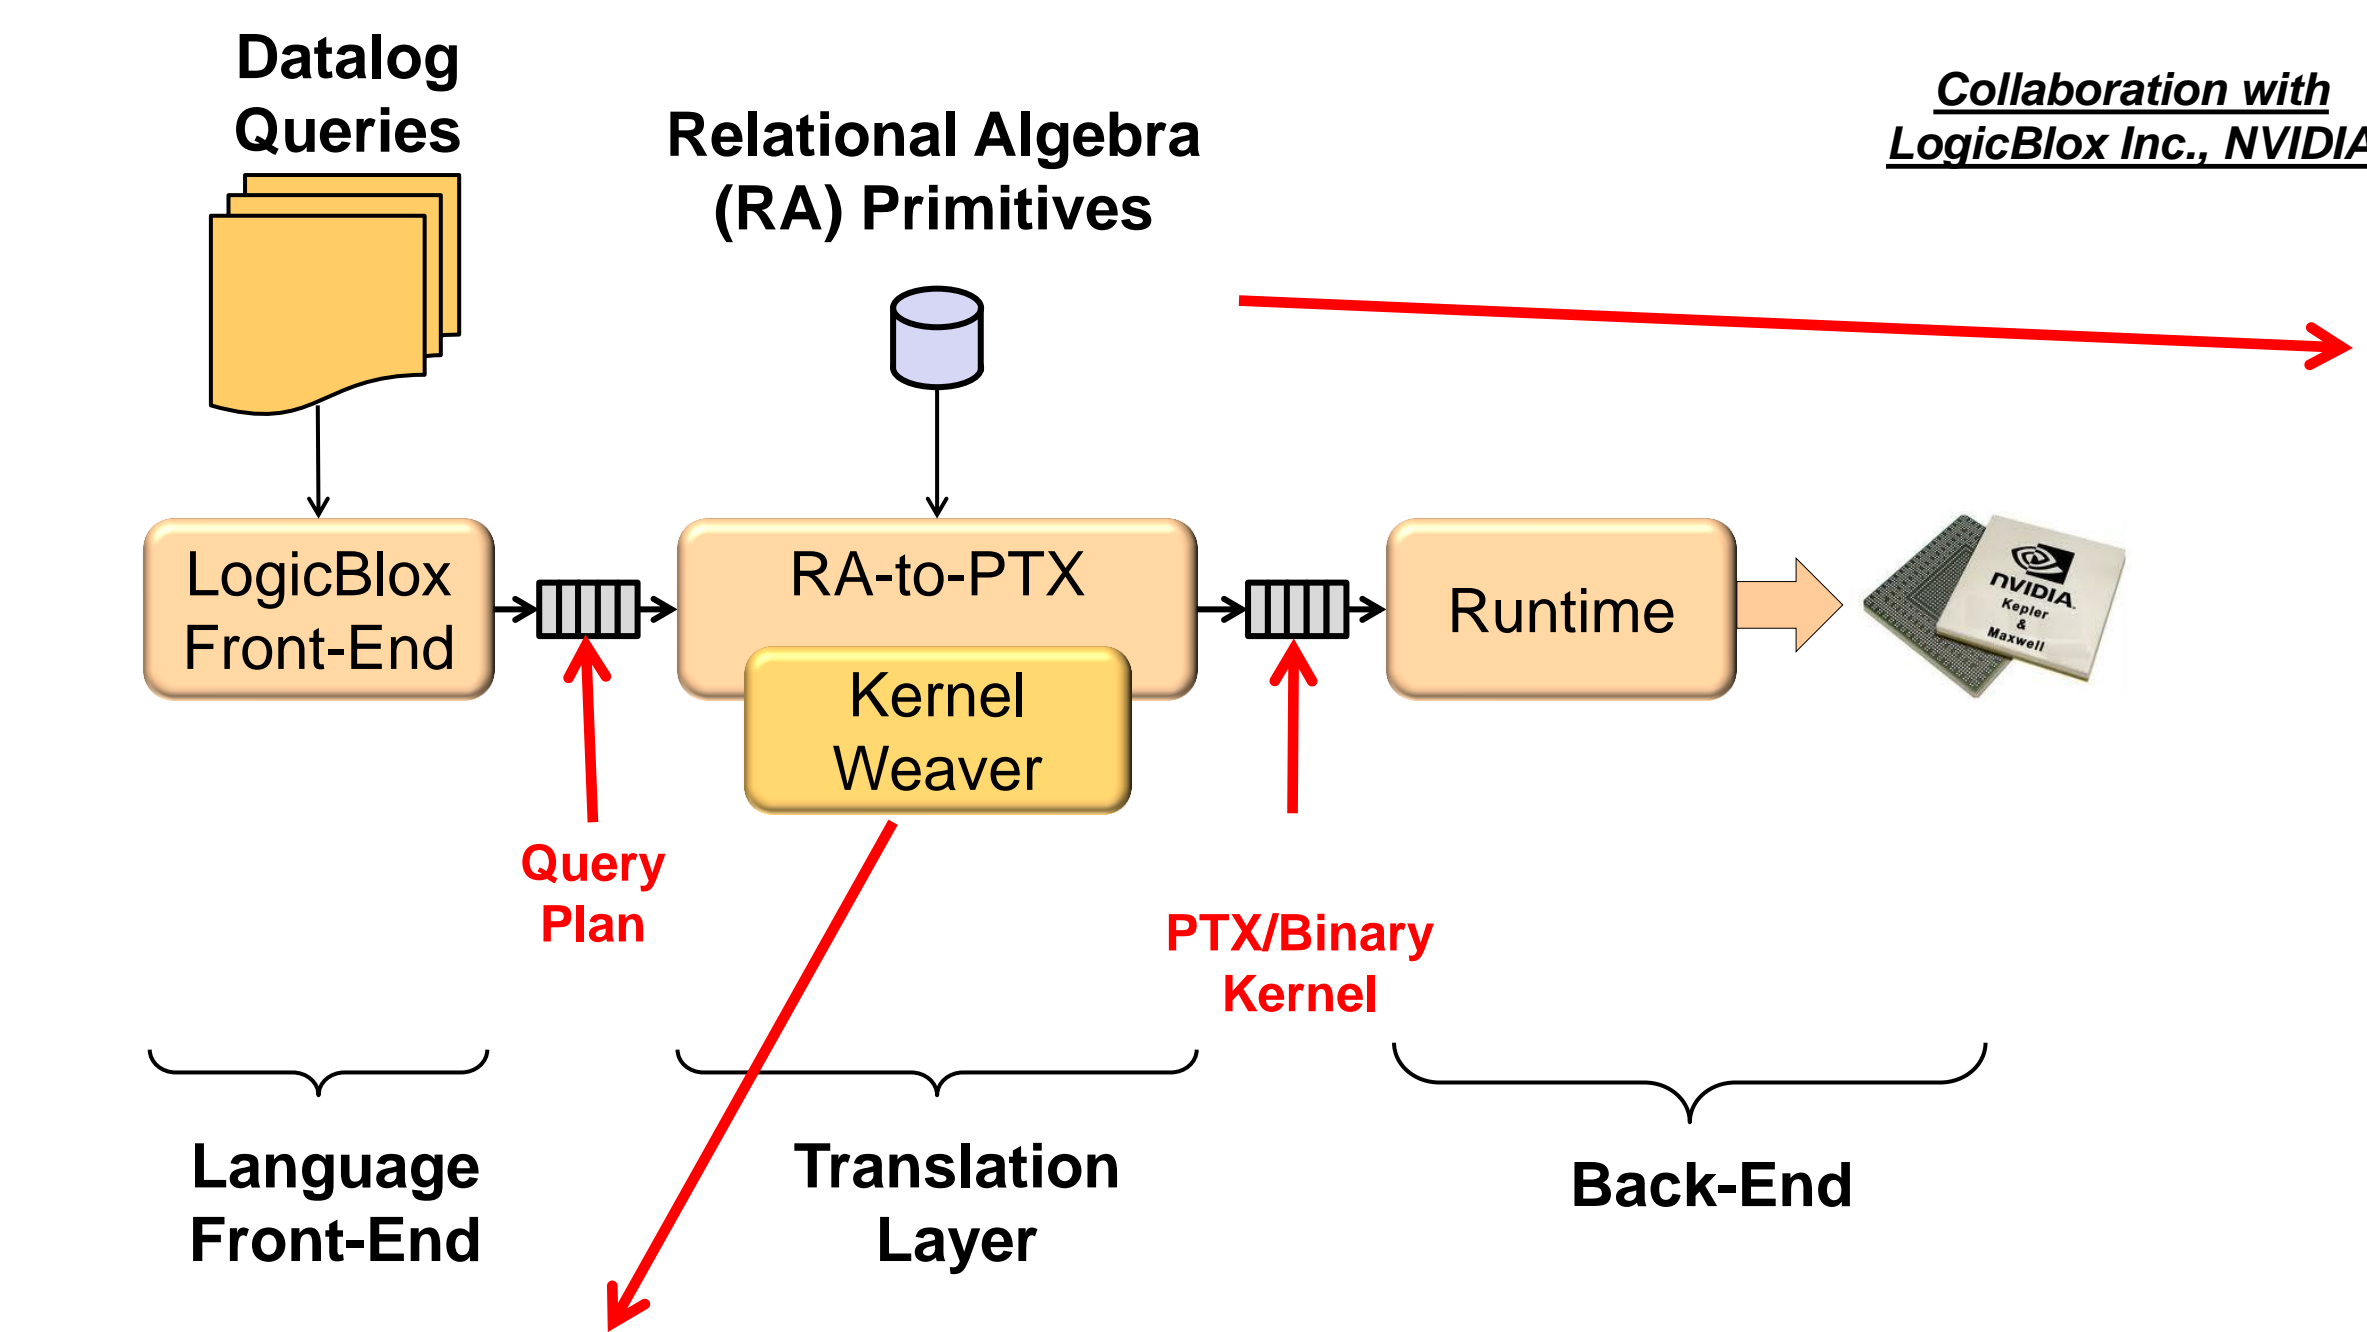 Datalog
Queries
Relational Algebra
(RA) Primitives
Collaboration with
LogicBlox Inc., NVIDIA
LogicBlox
Front-End
RA-to-PTX
Kernel
Weaver
Runtime
NVIDIA.
Kepler
&
Maxwell
Query
Plan
PTX/Binary
Kernel
Language
Front-End
Translation
Layer
Back-End